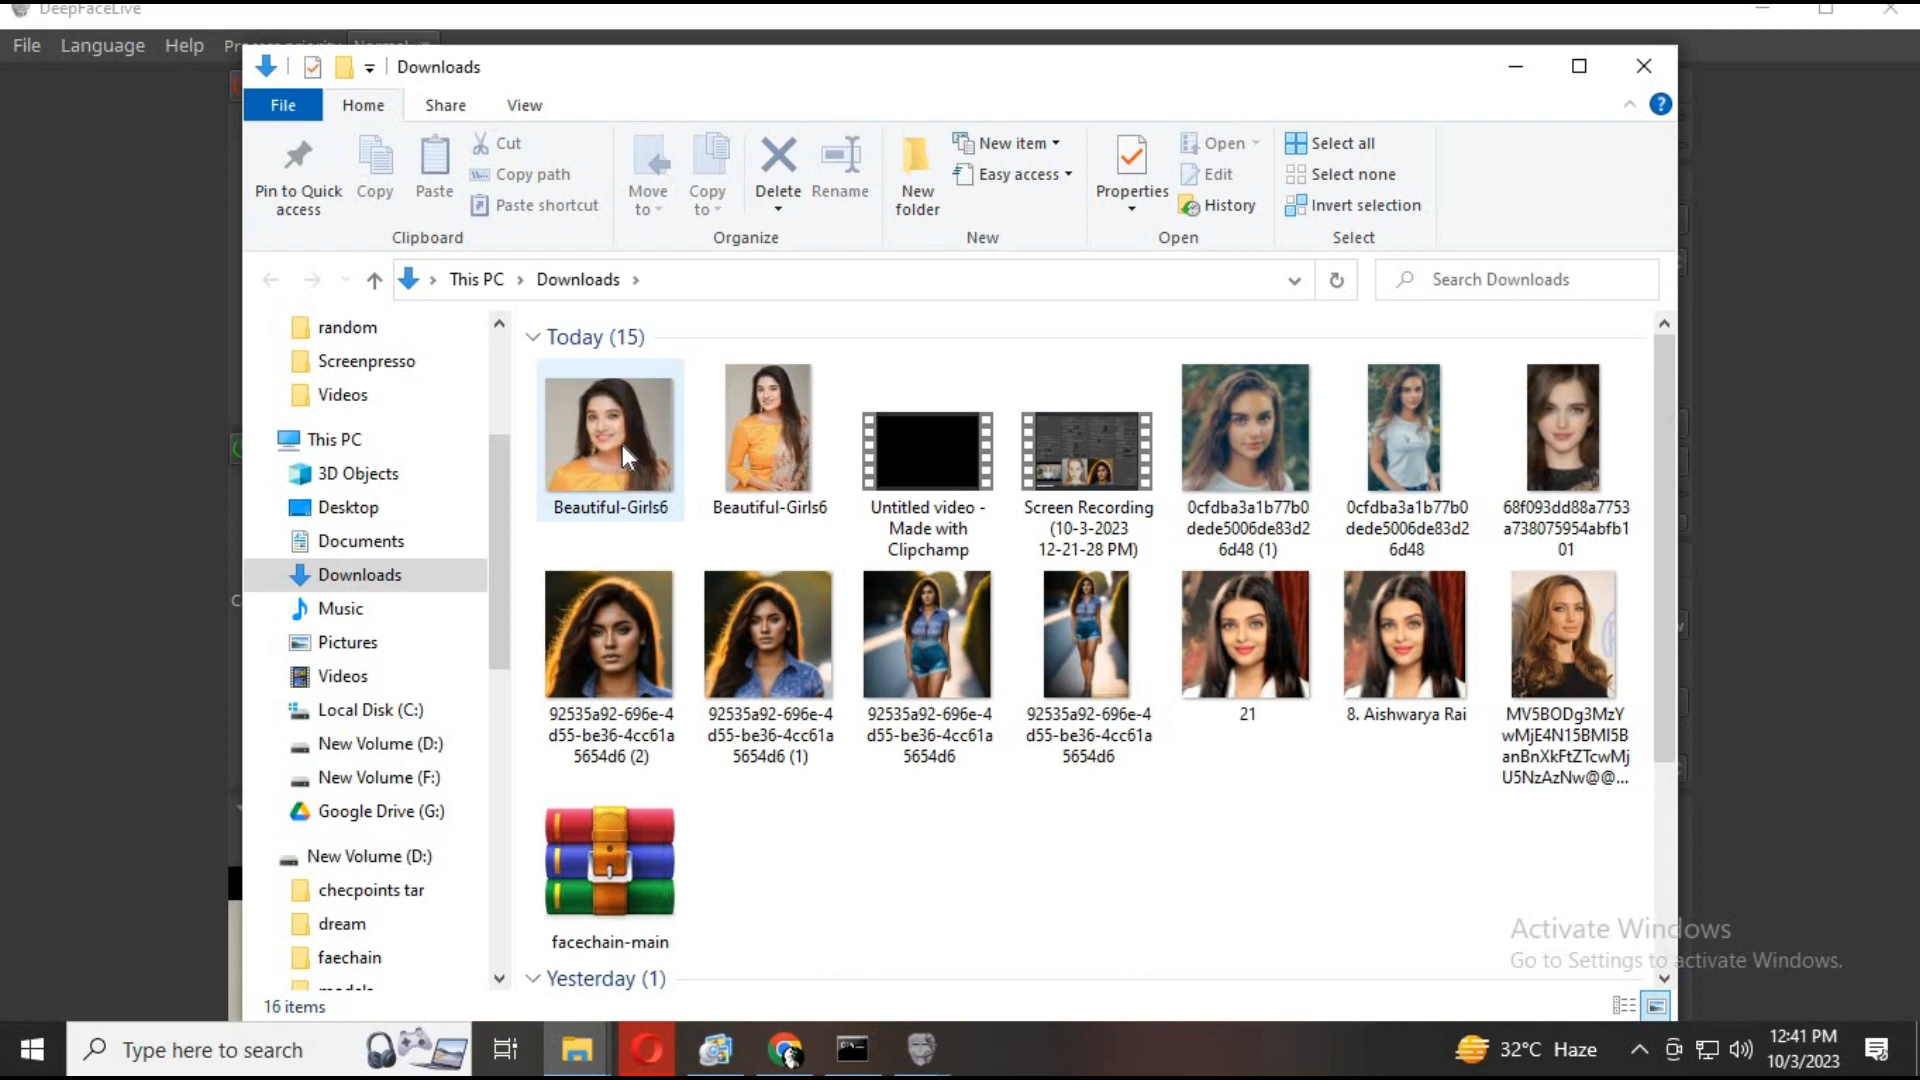 DeepFaceLive
File Language Help Process priority Normal
Downloads
File Home Share View
Pin to Quick access
Copy
Paste
Cut
Copy path
Paste shortcut
Move to
Copy to
Delete
Rename
New folder
New item
Easy access
Properties
Open
Edit
History
Select all
Select none
Invert selection
Clipboard Organize New Open Select
This PC › Downloads ›
Search Downloads
random
Screenpresso
Videos
This PC
3D Objects
Desktop
Documents
Downloads
Music
Pictures
Videos
Local Disk (C:)
New Volume (D:)
New Volume (F:)
Google Drive (G:)
New Volume (D:)
checpoints tar
dream
faechain
models
Today (15)
Beautiful-Girls6
Beautiful-Girls6
Untitled video -
Made with
Clipchamp
Screen Recording
(10-3-2023
12-21-28 PM)
0cfdba3a1b77b0
dede5006de83d2
6d48 (1)
0cfdba3a1b77b0
dede5006de83d2
6d48
68f093dd88a7753
a738075954abfb1
01
92535a92-696e-4
d55-be36-4cc61a
5654d6 (2)
92535a92-696e-4
d55-be36-4cc61a
5654d6 (1)
92535a92-696e-4
d55-be36-4cc61a
5654d6
92535a92-696e-4
d55-be36-4cc61a
5654d6
21
8. Aishwarya Rai
MV5BODg3MzY
wMjE4N15BMl5B
anBnXkFtZTcwMj
U5NzAzNw@@...
facechain-main
Yesterday (1)
16 items
Activate Windows
Go to Settings to activate Windows.
Type here to search
32°C Haze
12:41 PM
10/3/2023